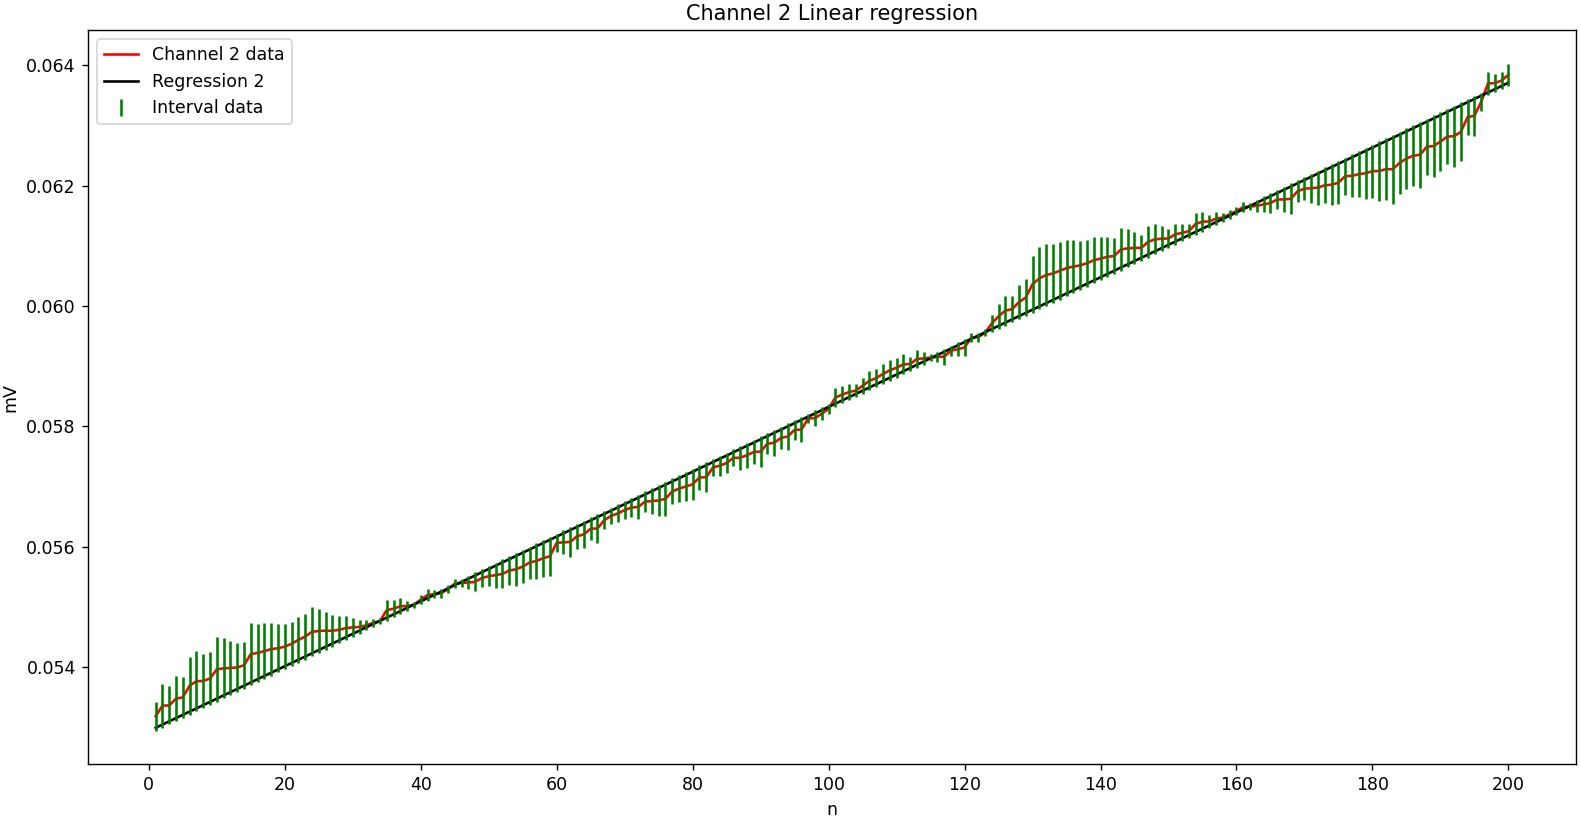 Channel 2 Linear regression
Channel 2 data
Regression 2
Interval data
0.064
0.062
0.060
0.058
0.056
0.054
mV
0 20 40 60 80 100 120 140 160 180 200
n